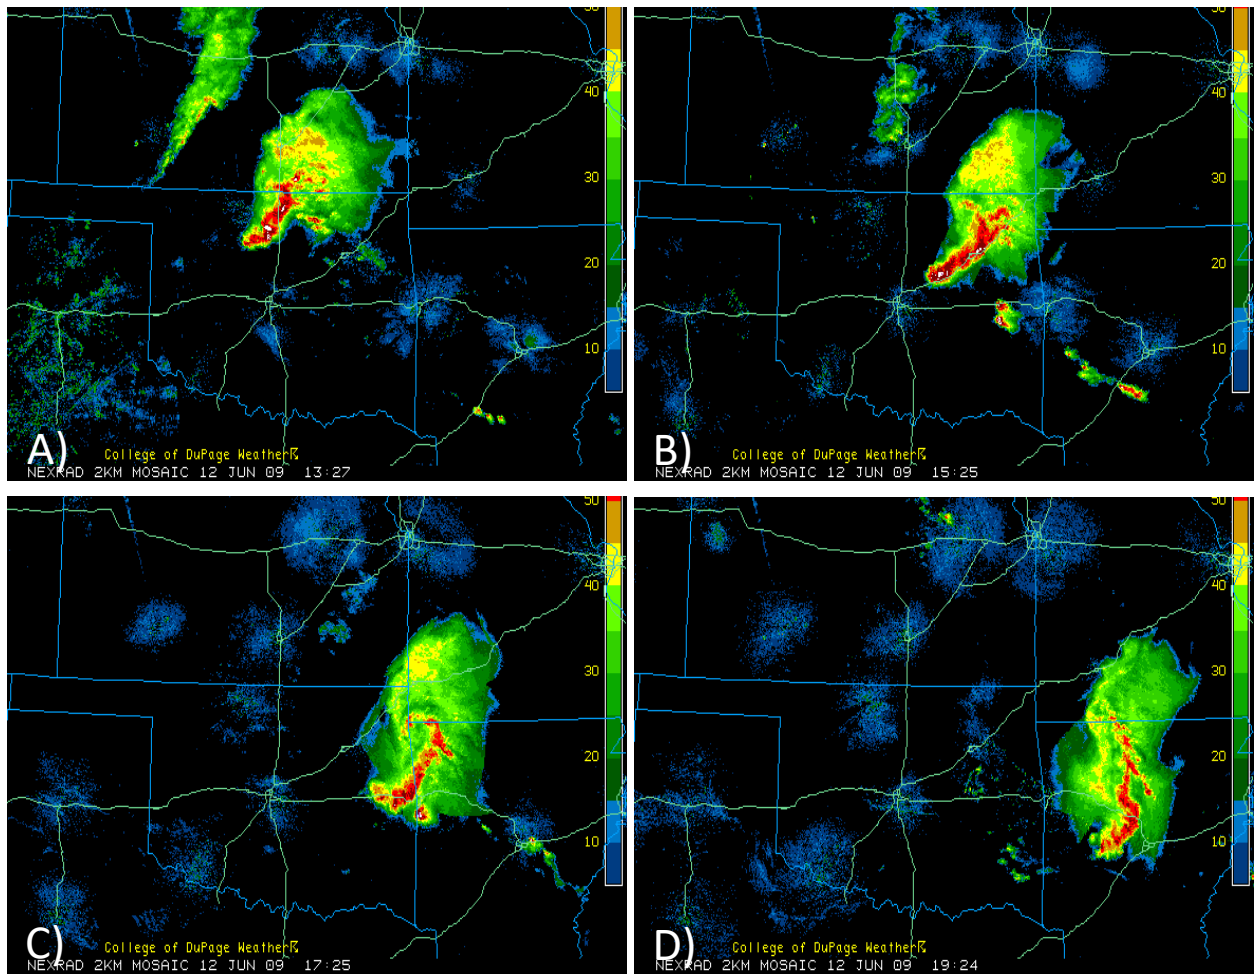 50
40
30
20
10
A)
College of DuPage Weather
NEXRAD 2KM MOSAIC 12 JUN 09 13:27
50
40
30
20
10
B)
College of DuPage Weather
NEXRAD 2KM MOSAIC 12 JUN 09 15:25
50
40
30
20
10
C)
College of DuPage Weather
NEXRAD 2KM MOSAIC 12 JUN 09 17:25
50
40
30
20
10
D)
College of DuPage Weather
NEXRAD 2KM MOSAIC 12 JUN 09 19:24